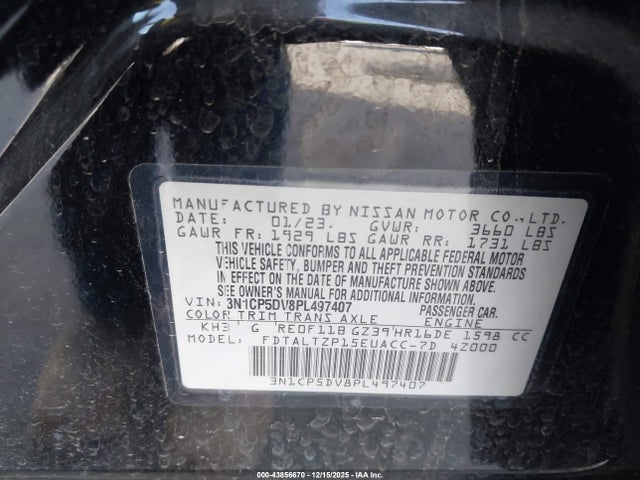 MANUFACTURED BY NISSAN MOTOR CO.,LTD.
DATE: 01/23. GVWR: 3660 LBS
GAWR FR: 1929 LBS GAWR RR: 1731 LBS
THIS VEHICLE CONFORMS TO ALL APPLICABLE FEDERAL MOTOR
VEHICLE SAFETY, BUMPER AND THEFT PREVENTION STANDARDS
IN EFFECT ON THE DATE OF MANUFACTURE SHOWN ABOVE.
SEE OWNER'S MANUAL FOR ADDITIONAL INFORMATION.
VIN: 3N1CP5DV8PL497407 PASSENGER CAR.
COLOR TRIM TRANS AXLE ENGINE
KH3 G RE0F11B GZ39 HR16DE 1598 CC
MODEL: FDTALTZP15EUACC-7D 4Z000
3N1CP5DV8PL497407
000-43856670 - 12/15/2025 - IAA Inc.